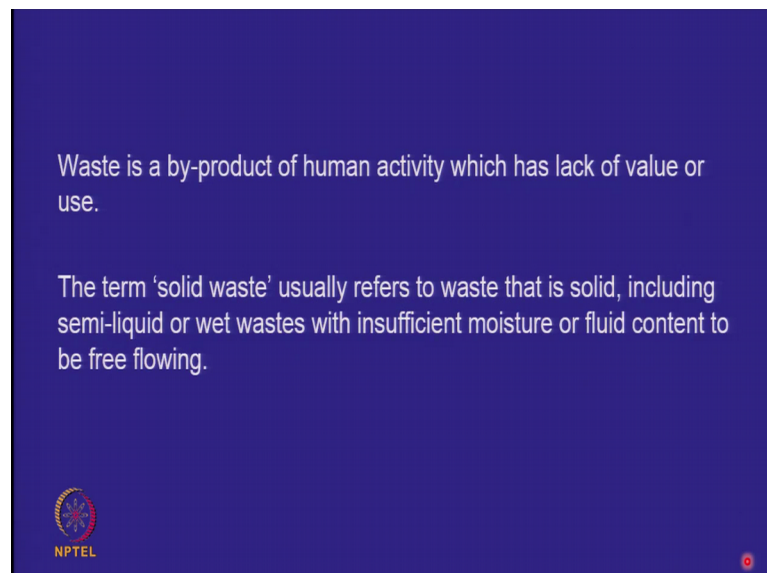 Waste is a by-product of human activity which has lack of value or
use.
The term ‘solid waste’ usually refers to waste that is solid, including
semi-liquid or wet wastes with insufficient moisture or fluid content to
be free flowing.
NPTEL